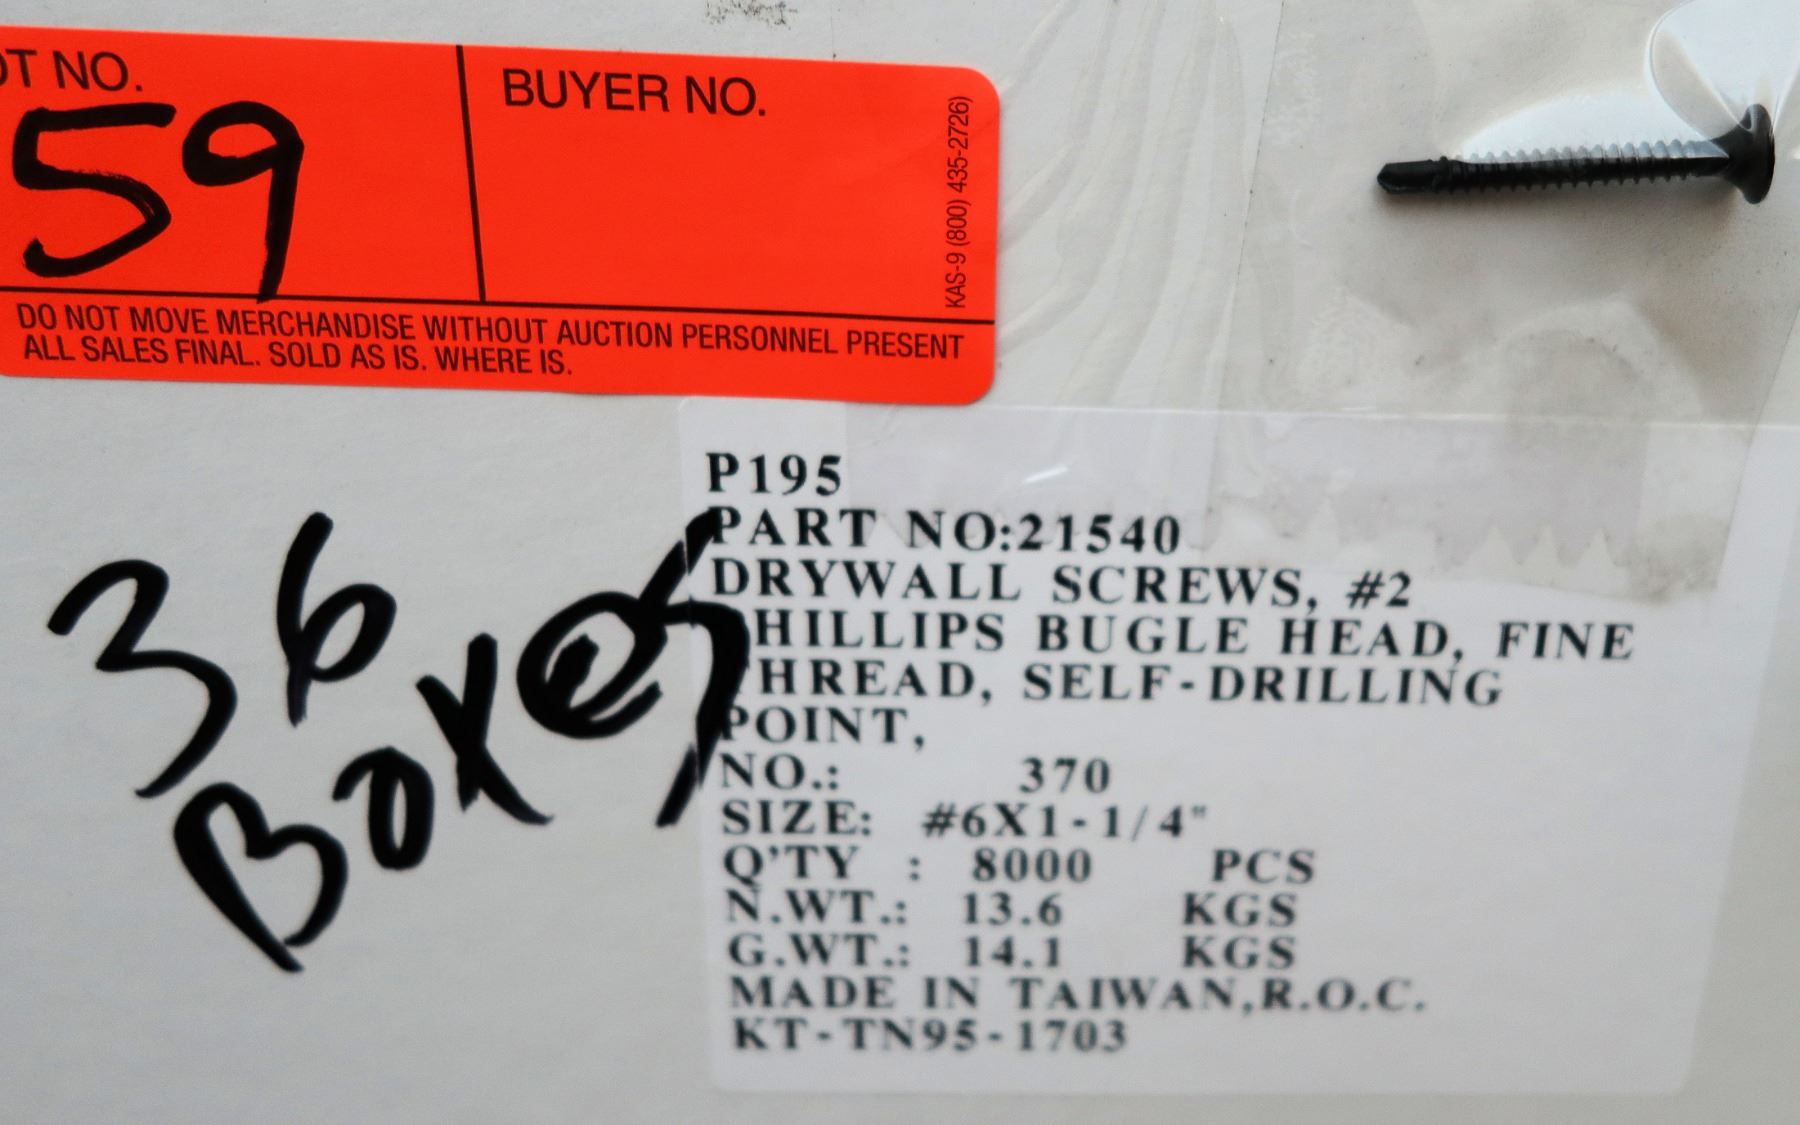 OT NO.
59
BUYER NO.
KAS-9 (800) 435-2726)
DO NOT MOVE MERCHANDISE WITHOUT AUCTION PERSONNEL PRESENT
ALL SALES FINAL. SOLD AS IS. WHERE IS.
36
Boxes
P195
PART NO:21540
DRYWALL SCREWS, #2
PHILLIPS BUGLE HEAD, FINE
THREAD, SELF-DRILLING
POINT,
NO.: 370
SIZE: #6X1-1/4"
Q'TY : 8000 PCS
N.WT.: 13.6 KGS
G.WT.: 14.1 KGS
MADE IN TAIWAN,R.O.C.
KT-TN95-1703